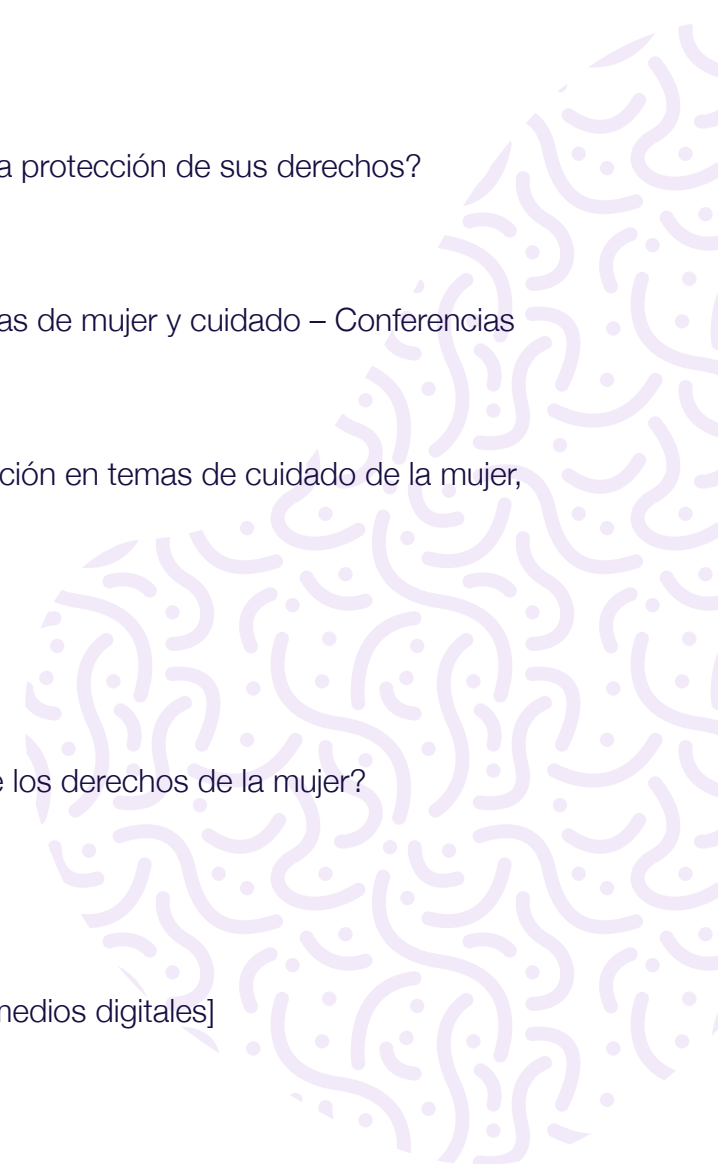 a protección de sus derechos?
as de mujer y cuidado – Conferencias
ción en temas de cuidado de la mujer,
e los derechos de la mujer?
medios digitales]